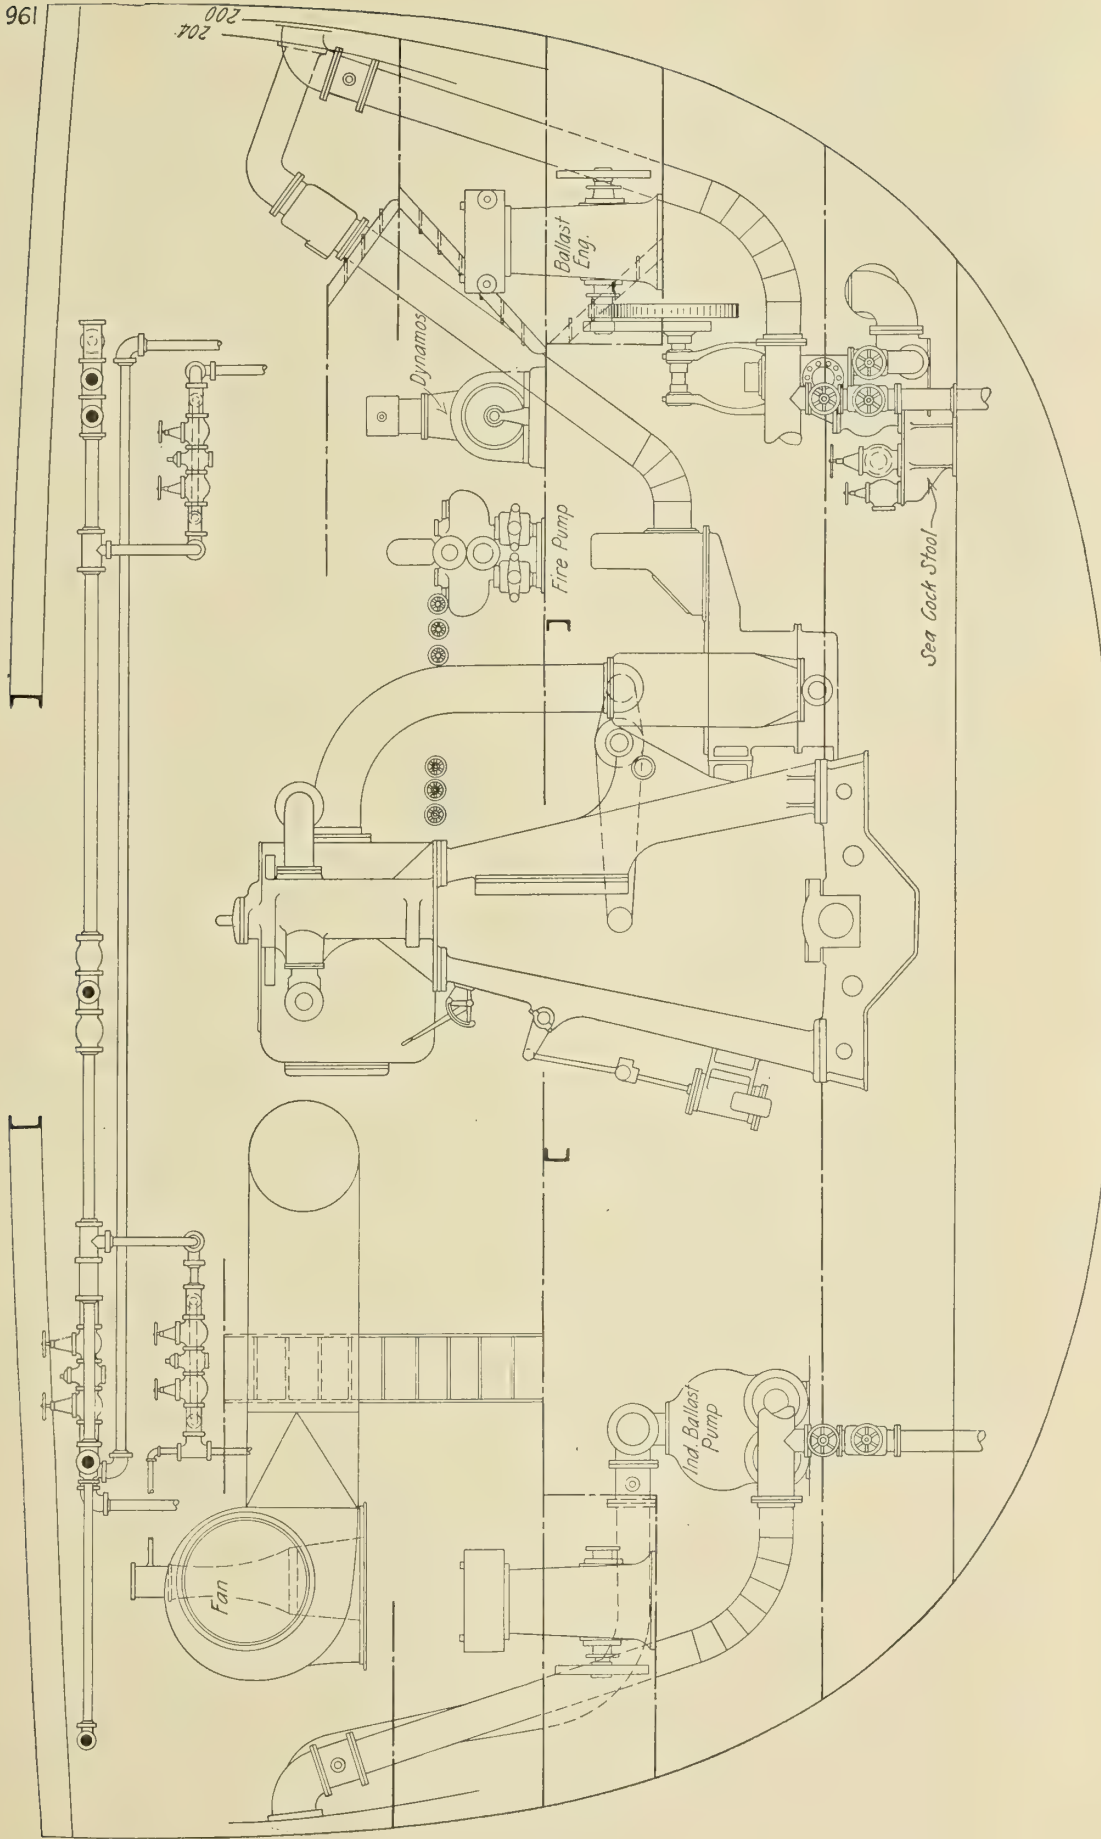 196
200
204
Ballast
Eng.
Dynamos
Fire Pump
Sea Cock Stool
Ind. Ballast
Pump
Fan